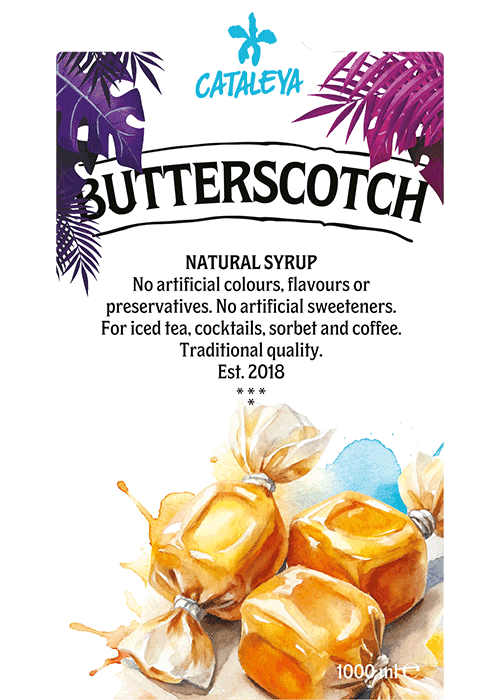 CATALEYA
BUTTERSCOTCH
NATURAL SYRUP
No artificial colours, flavours or
preservatives. No artificial sweeteners.
For iced tea, cocktails, sorbet and coffee.
Traditional quality.
Est. 2018
* * *
*
1000 ml ℮